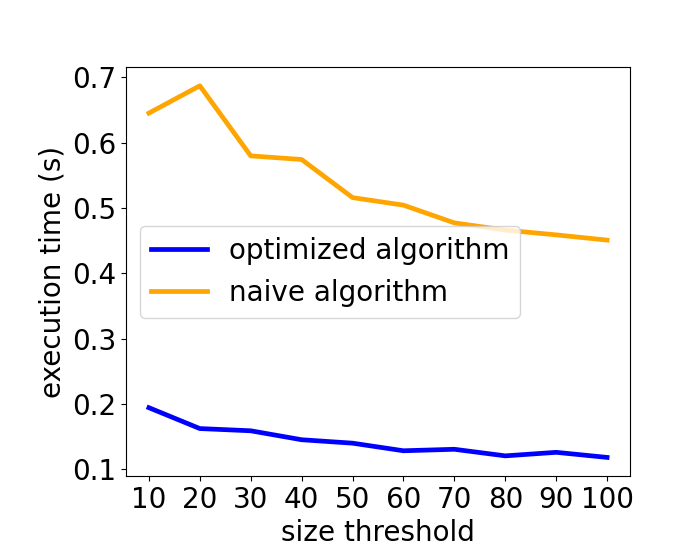 0.7
0.6
0.5
0.4
0.3
0.2
0.1
execution time (s)
optimized algorithm
naive algorithm
10 20 30 40 50 60 70 80 90 100
size threshold